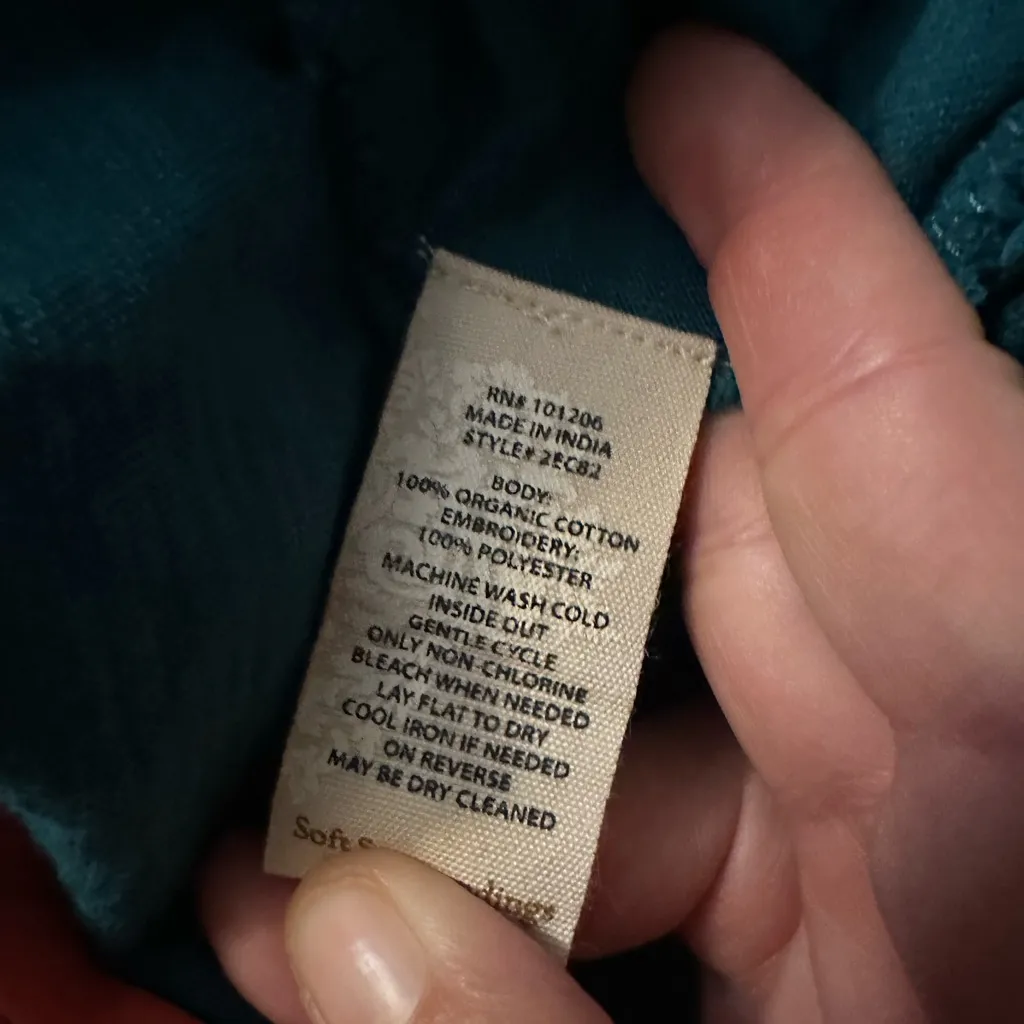 RN# 101206
MADE IN INDIA
STYLE# 2EC82
BODY:
100% ORGANIC COTTON
EMBROIDERY:
100% POLYESTER
MACHINE WASH COLD
INSIDE OUT
GENTLE CYCLE
ONLY NON-CHLORINE
BLEACH WHEN NEEDED
LAY FLAT TO DRY
COOL IRON IF NEEDED
ON REVERSE
MAY BE DRY CLEANED
Soft